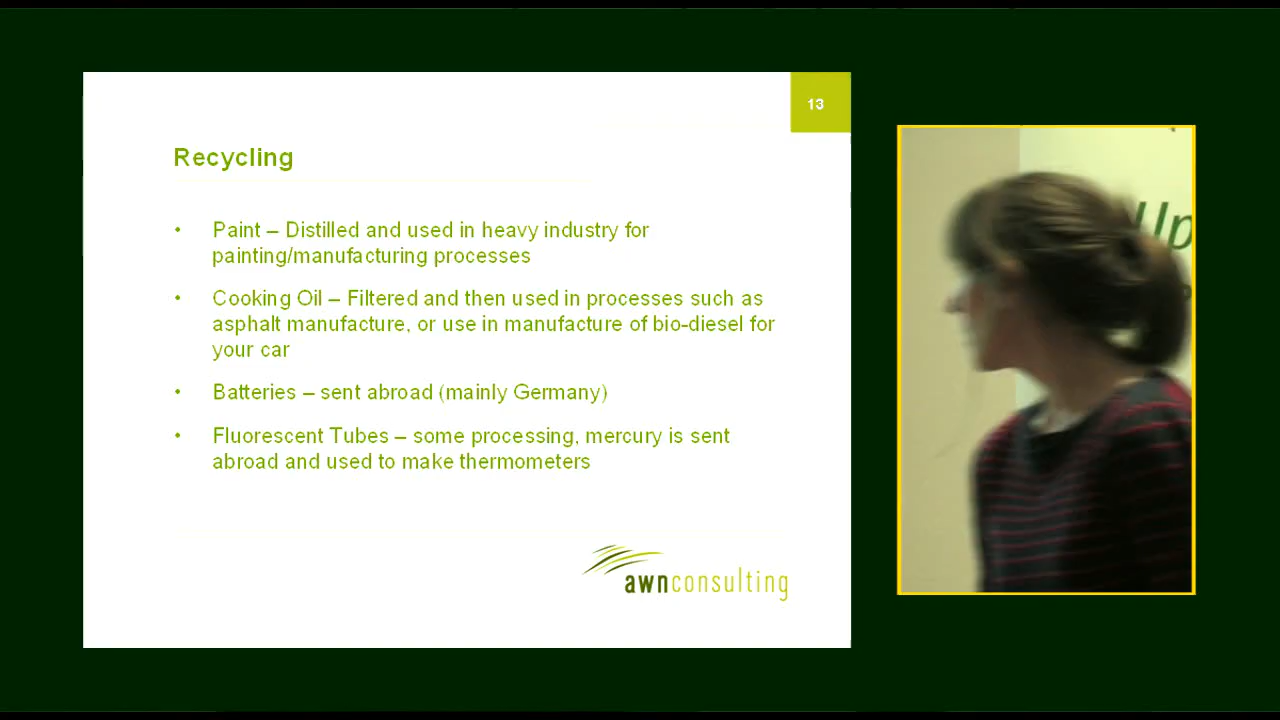 13
Recycling
• Paint – Distilled and used in heavy industry for
painting/manufacturing processes
• Cooking Oil – Filtered and then used in processes such as
asphalt manufacture, or use in manufacture of bio-diesel for
your car
• Batteries – sent abroad (mainly Germany)
• Fluorescent Tubes – some processing, mercury is sent
abroad and used to make thermometers
awnconsulting
Up